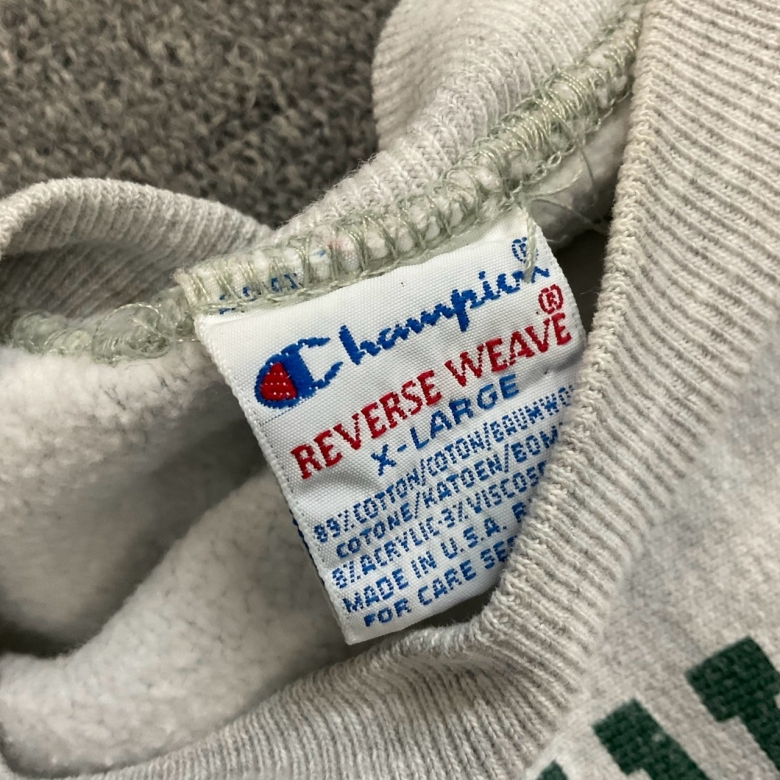 Champion®
REVERSE WEAVE®
X-LARGE
89% COTTON/COTON/BAUMWO
COTONE/KATOEN/BOM
8% ACRYLIC-3% VISCOSE
MADE IN U.S.A.
FOR CARE SE